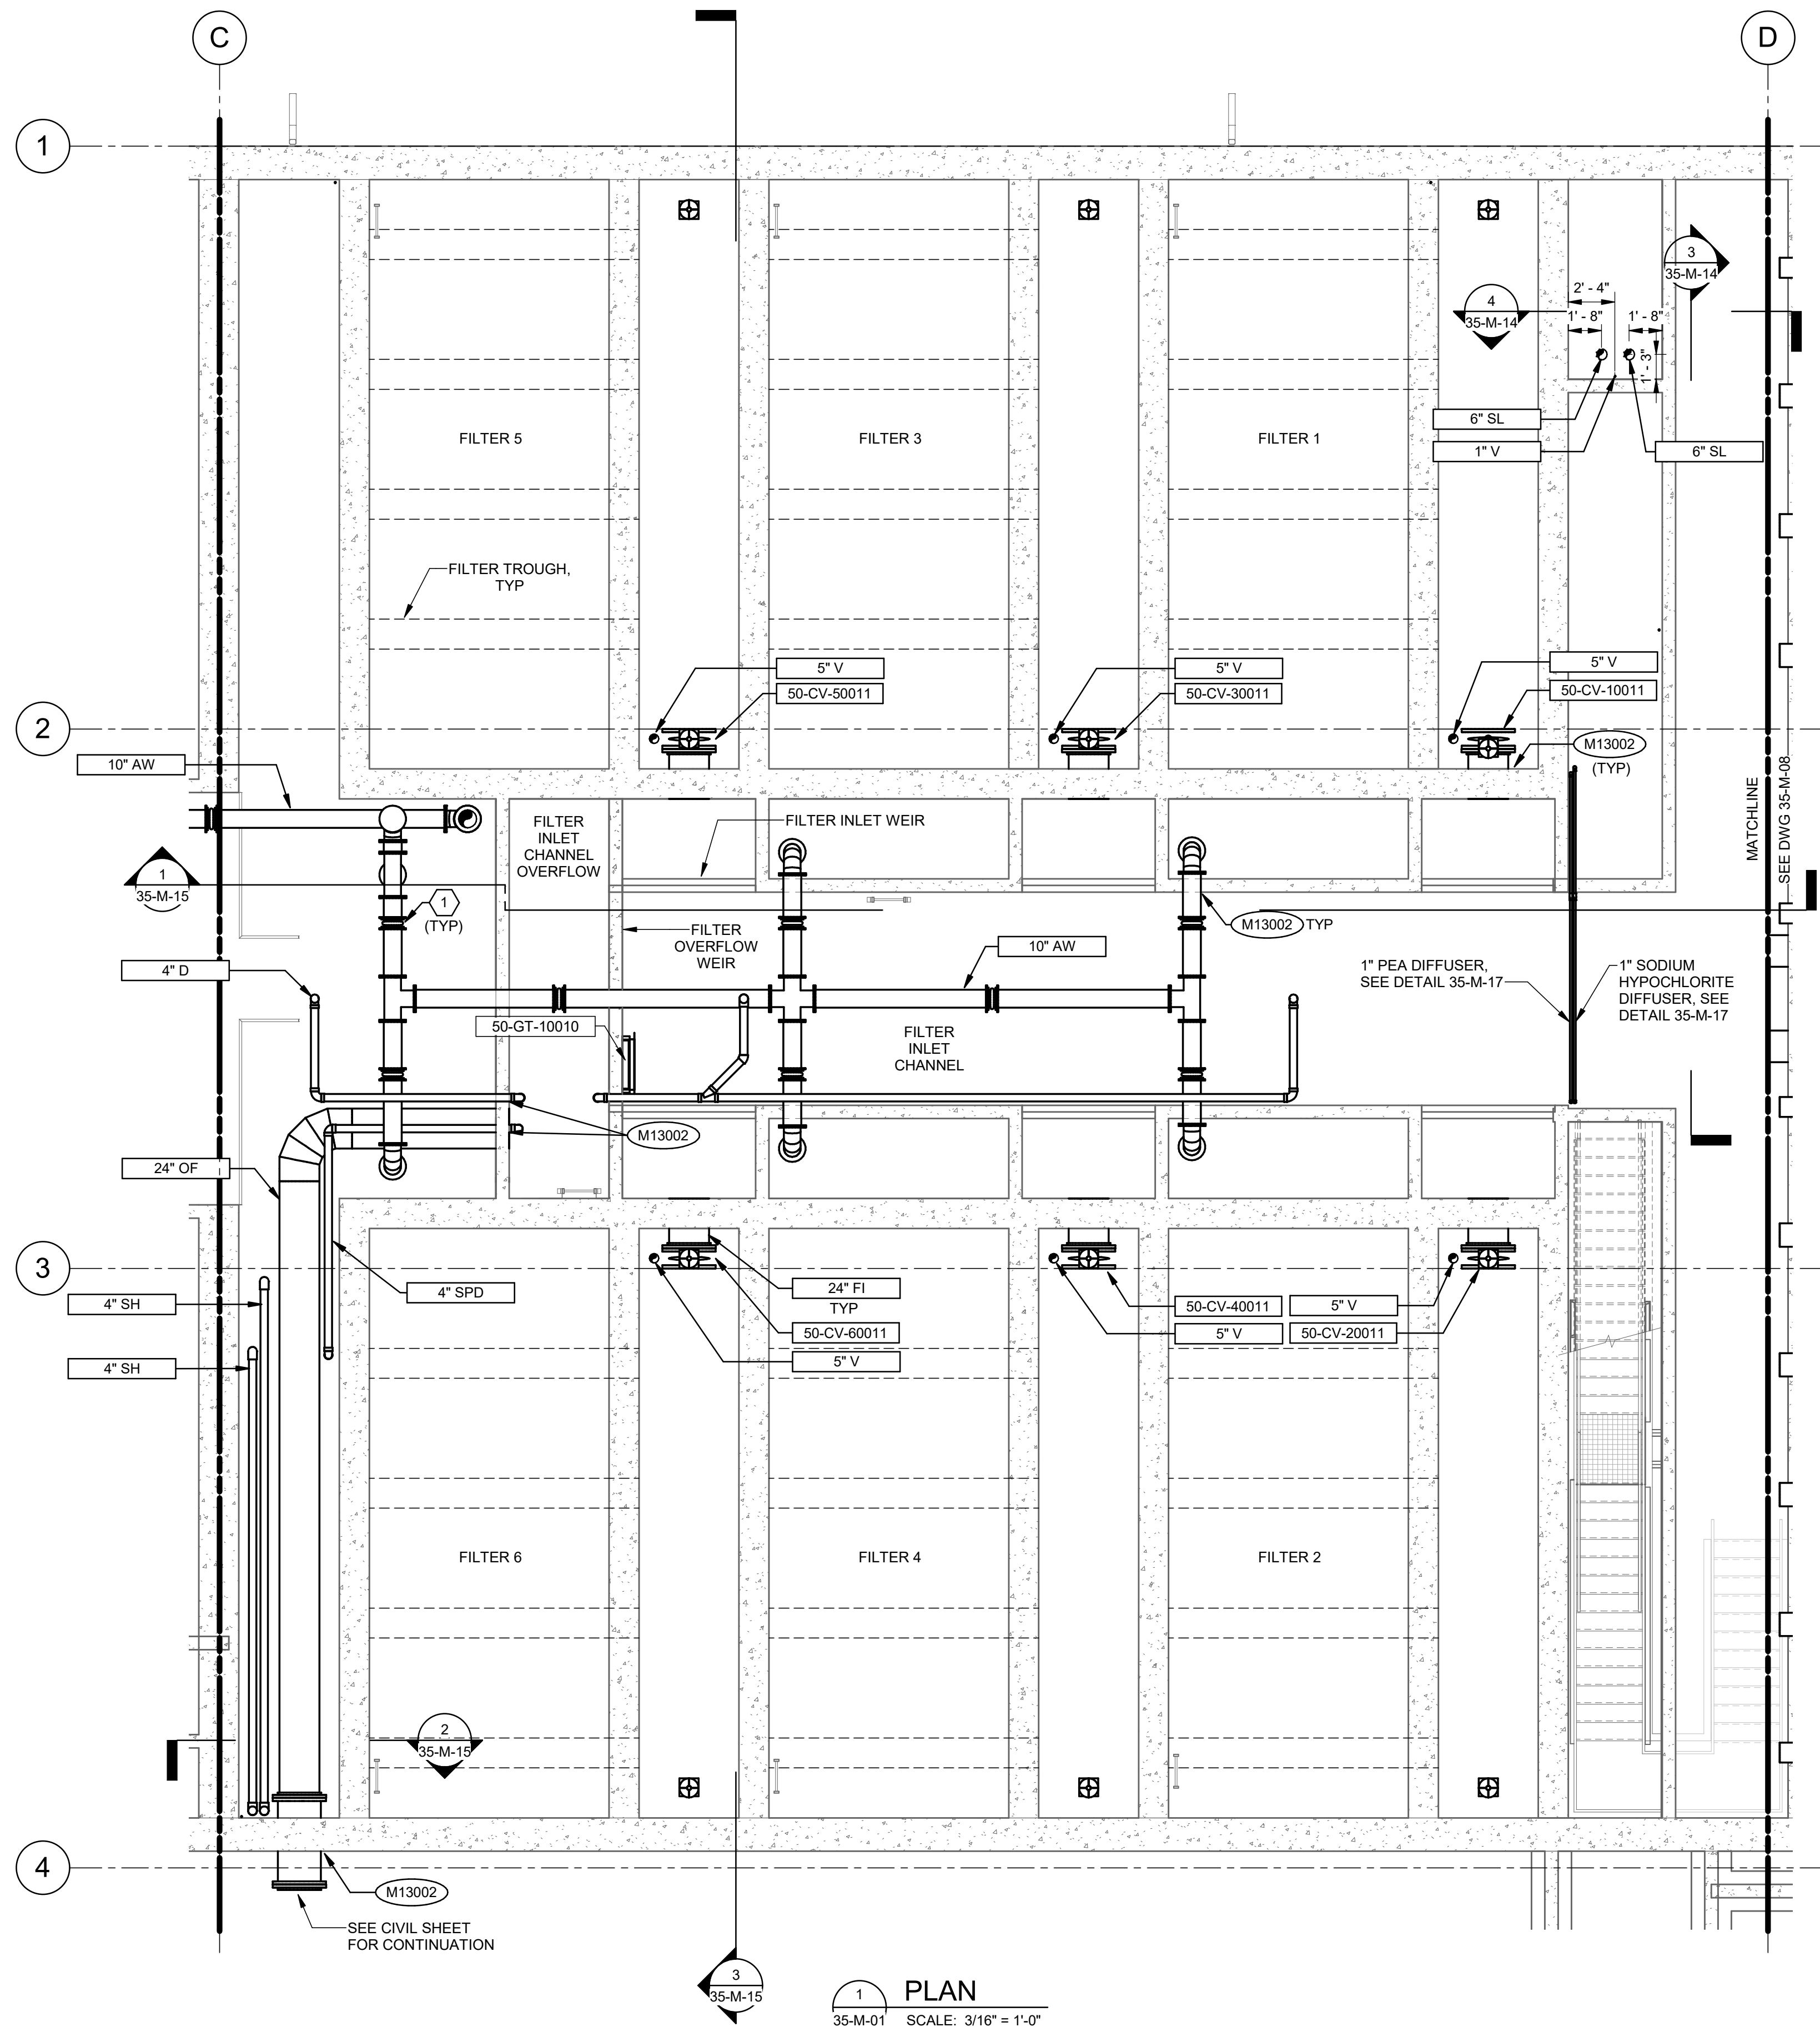 C
D
1
3
35-M-14
2' - 4"
4
35-M-14
1' - 8"
1' - 8"
1' - 3"
6" SL
1" V
6" SL
FILTER 5
FILTER 3
FILTER 1
FILTER TROUGH,
TYP
5" V
50-CV-50011
5" V
50-CV-30011
5" V
50-CV-10011
2
M13002
(TYP)
10" AW
MATCHLINE
SEE DWG 35-M-08
FILTER
INLET
CHANNEL
OVERFLOW
FILTER INLET WEIR
1
35-M-15
1
(TYP)
M13002 TYP
FILTER
OVERFLOW
WEIR
10" AW
4" D
1" PEA DIFFUSER,
SEE DETAIL 35-M-17
1" SODIUM
HYPOCHLORITE
DIFFUSER, SEE
DETAIL 35-M-17
50-GT-10010
FILTER
INLET
CHANNEL
M13002
24" OF
3
4" SPD
4" SH
4" SH
24" FI
TYP
50-CV-60011
5" V
50-CV-40011
5" V
5" V
50-CV-20011
FILTER 6
FILTER 4
FILTER 2
2
35-M-15
4
M13002
SEE CIVIL SHEET
FOR CONTINUATION
3
35-M-15
1
35-M-01
PLAN
SCALE: 3/16" = 1'-0"